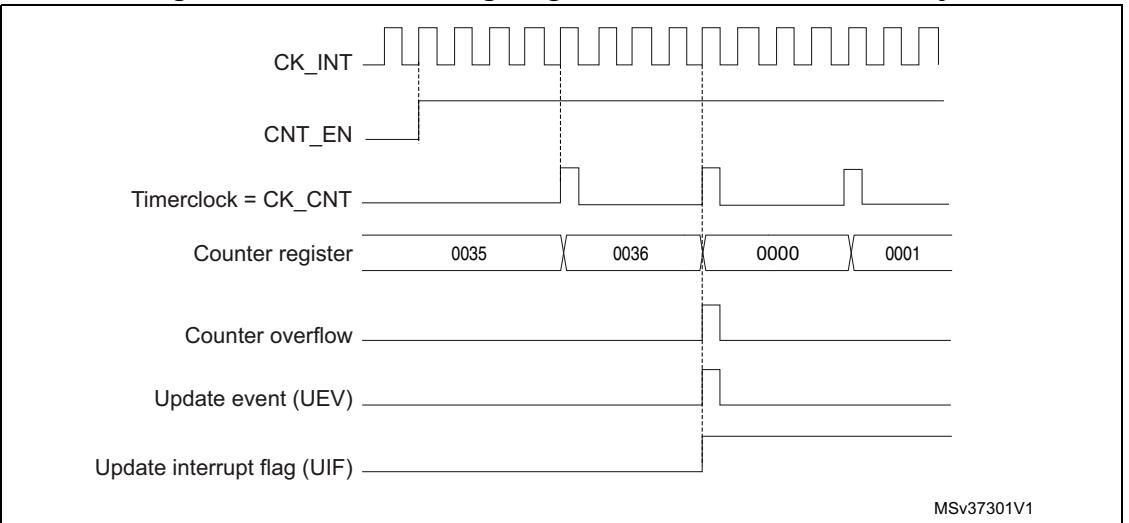 CK_INT
CNT_EN
Timerclock = CK_CNT
Counter register 0035 0036 0000 0001
Counter overflow
Update event (UEV)
Update interrupt flag (UIF)
MSv37301V1